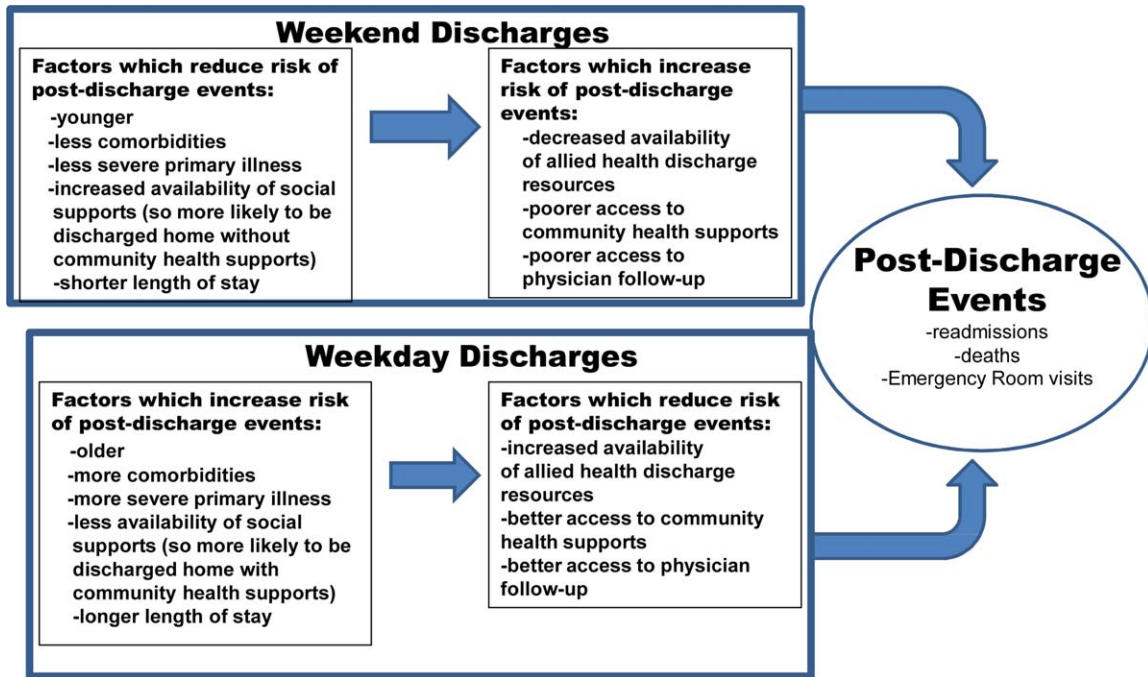 Weekend Discharges
Factors which reduce risk of
post-discharge events:
-younger
-less comorbidities
-less severe primary illness
-increased availability of social
supports (so more likely to be
discharged home without
community health supports)
-shorter length of stay
Factors which increase
risk of post-discharge
events:
-decreased availability
of allied health discharge
resources
-poorer access to
community health supports
-poorer access to
physician follow-up
Weekday Discharges
Factors which increase risk
of post-discharge events:
-older
-more comorbidities
-more severe primary illness
-less availability of social
supports (so more likely to be
discharged home with
community health supports)
-longer length of stay
Factors which reduce risk
of post-discharge events:
-increased availability
of allied health discharge
resources
-better access to community
health supports
-better access to physician
follow-up
Post-Discharge
Events
-readmissions
-deaths
-Emergency Room visits